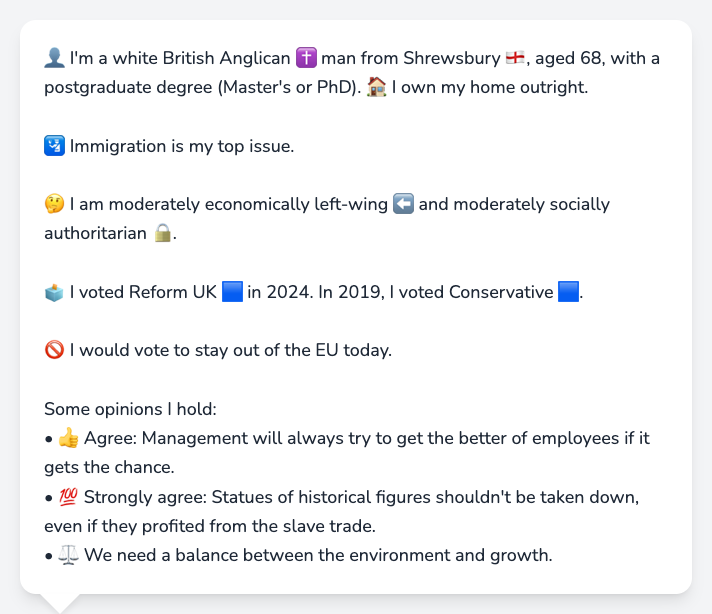 👤 I'm a white British Anglican ✝️ man from Shrewsbury 🏴󠁧󠁢󠁥󠁮󠁧󠁿, aged 68, with a
postgraduate degree (Master's or PhD). 🏠 I own my home outright.
🛂 Immigration is my top issue.
🤔 I am moderately economically left-wing ⬅️ and moderately socially
authoritarian 🔒.
🗳️ I voted Reform UK 🟦 in 2024. In 2019, I voted Conservative 🟦.
🚫 I would vote to stay out of the EU today.
Some opinions I hold:
• 👍 Agree: Management will always try to get the better of employees if it
gets the chance.
• 💯 Strongly agree: Statues of historical figures shouldn't be taken down,
even if they profited from the slave trade.
• ⚖️ We need a balance between the environment and growth.